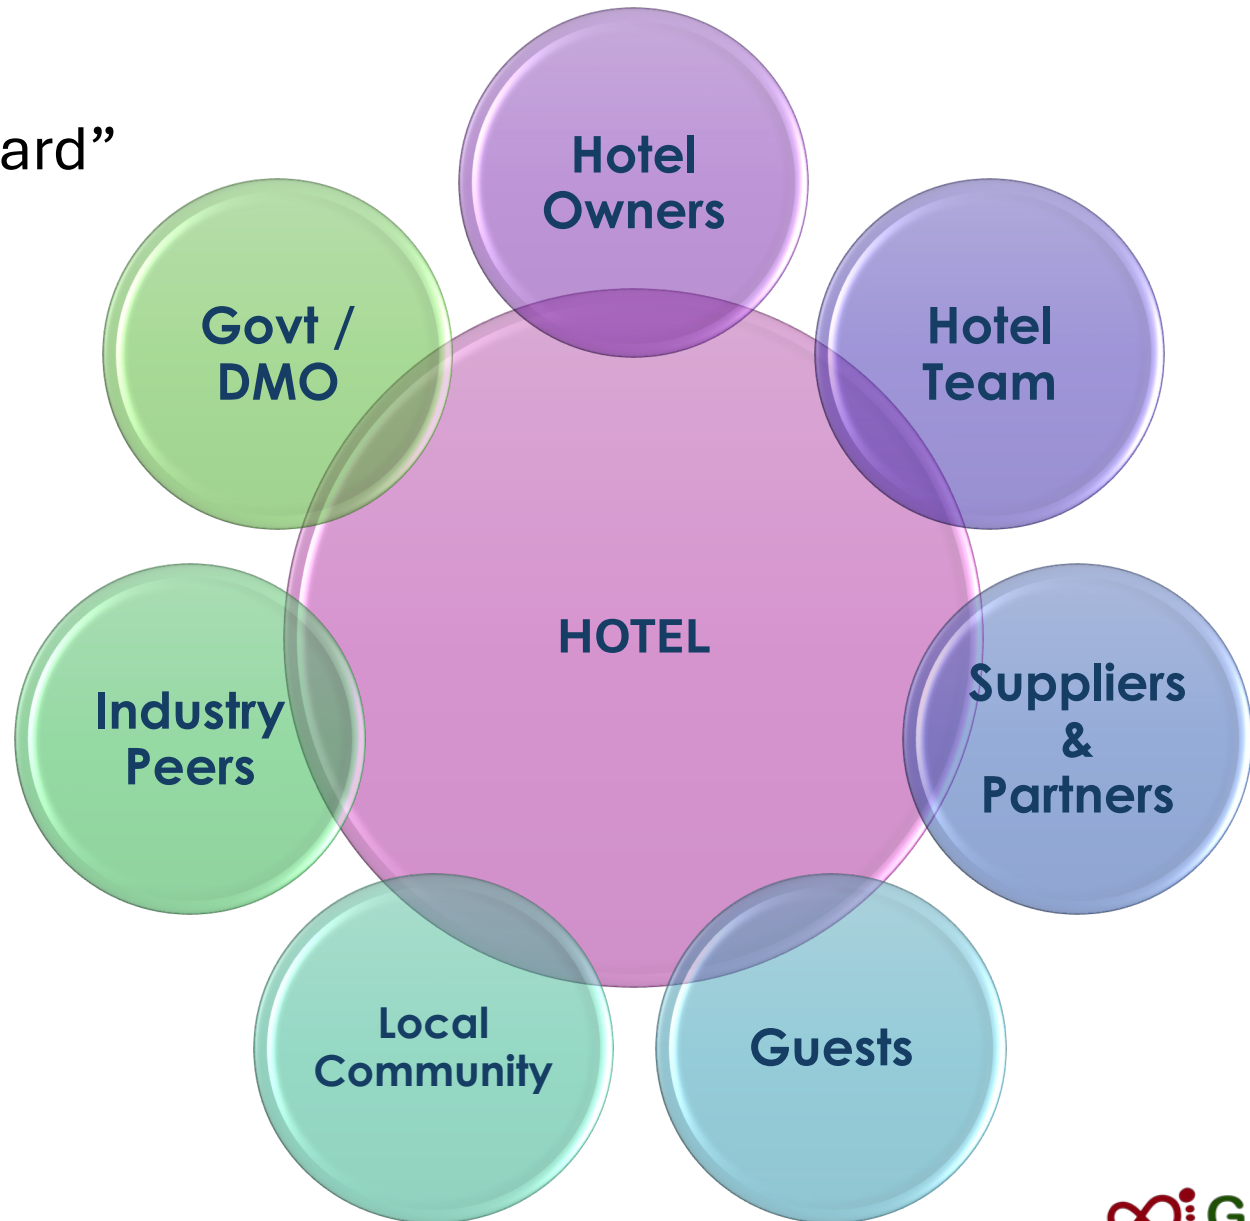 ard”
Hotel
Owners
Govt /
DMO
Hotel
Team
HOTEL
Suppliers
&
Partners
Industry
Peers
Local
Community
Guests
G